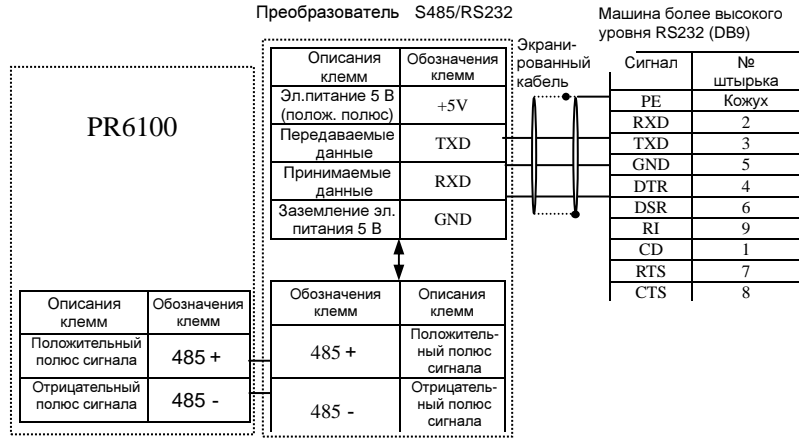 Преобразователь S485/RS232
Машина более высокого
уровня RS232 (DB9)
Экрани-
рованный
кабель
PR6100
Описания
клемм
Обозначения
клемм
Эл.питание 5 В
(полож. полюс)
+5V
Передаваемые
данные
TXD
Принимаемые
данные
RXD
Заземление эл.
питания 5 В
GND
Сигнал
№
штырька
PE Кожух
RXD 2
TXD 3
GND 5
DTR 4
DSR 6
RI 9
CD 1
RTS 7
CTS 8
Описания
клемм
Обозначения
клемм
Положительный
полюс сигнала
485 +
Отрицательный
полюс сигнала
485 -
Обозначения
клемм
Описания
клемм
485 +
Положитель-
ный полюс
сигнала
485 -
Отрицатель-
ный полюс
сигнала